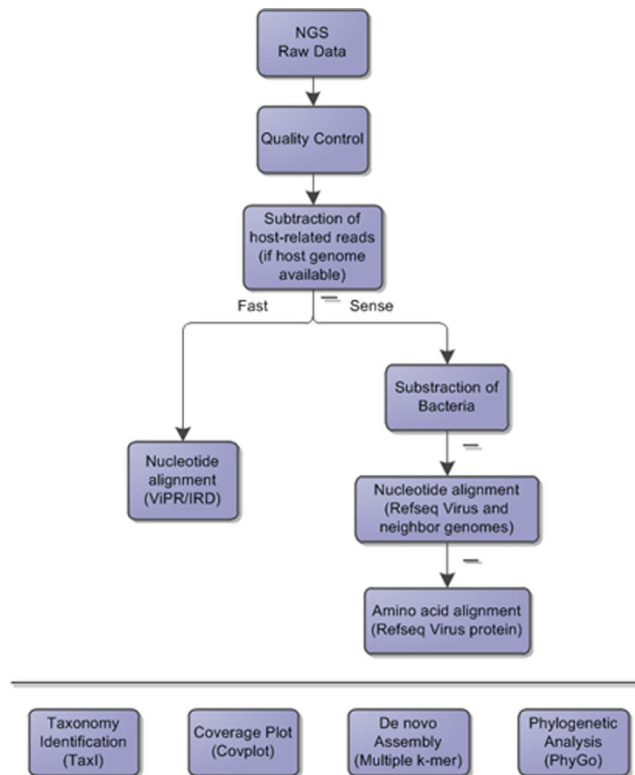 NGS
Raw Data
Quality Control
Subtraction of
host-related reads
(if host genome
available)
Fast
Sense
Substraction of
Bacteria
Nucleotide
alignment
(ViPR/IRD)
Nucleotide alignment
(Refseq Virus and
neighbor genomes)
Amino acid alignment
(Refseq Virus protein)
Taxonomy
Identification
(TaxI)
Coverage Plot
(Covplot)
De novo
Assembly
(Multiple k-mer)
Phylogenetic
Analysis
(PhyGo)